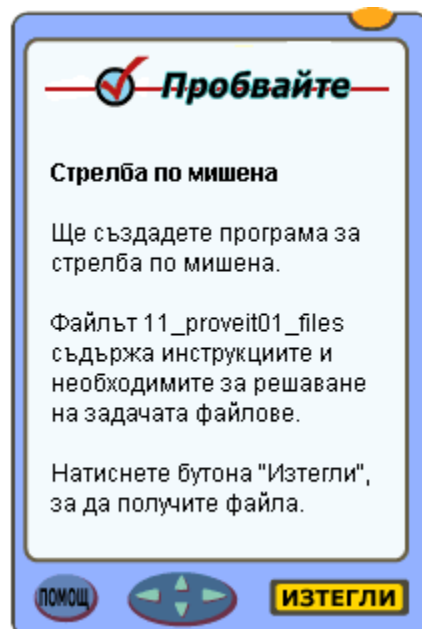 Пробвайте
Стрелба по мишена
Ще създадете програма за
стрелба по мишена.
Файлът 11_proveit01_files
съдържа инструкциите и
необходимите за решаване
на задачата файлове.
Натиснете бутона "Изтегли",
за да получите файла.
ПОМОЩ
ИЗТЕГЛИ